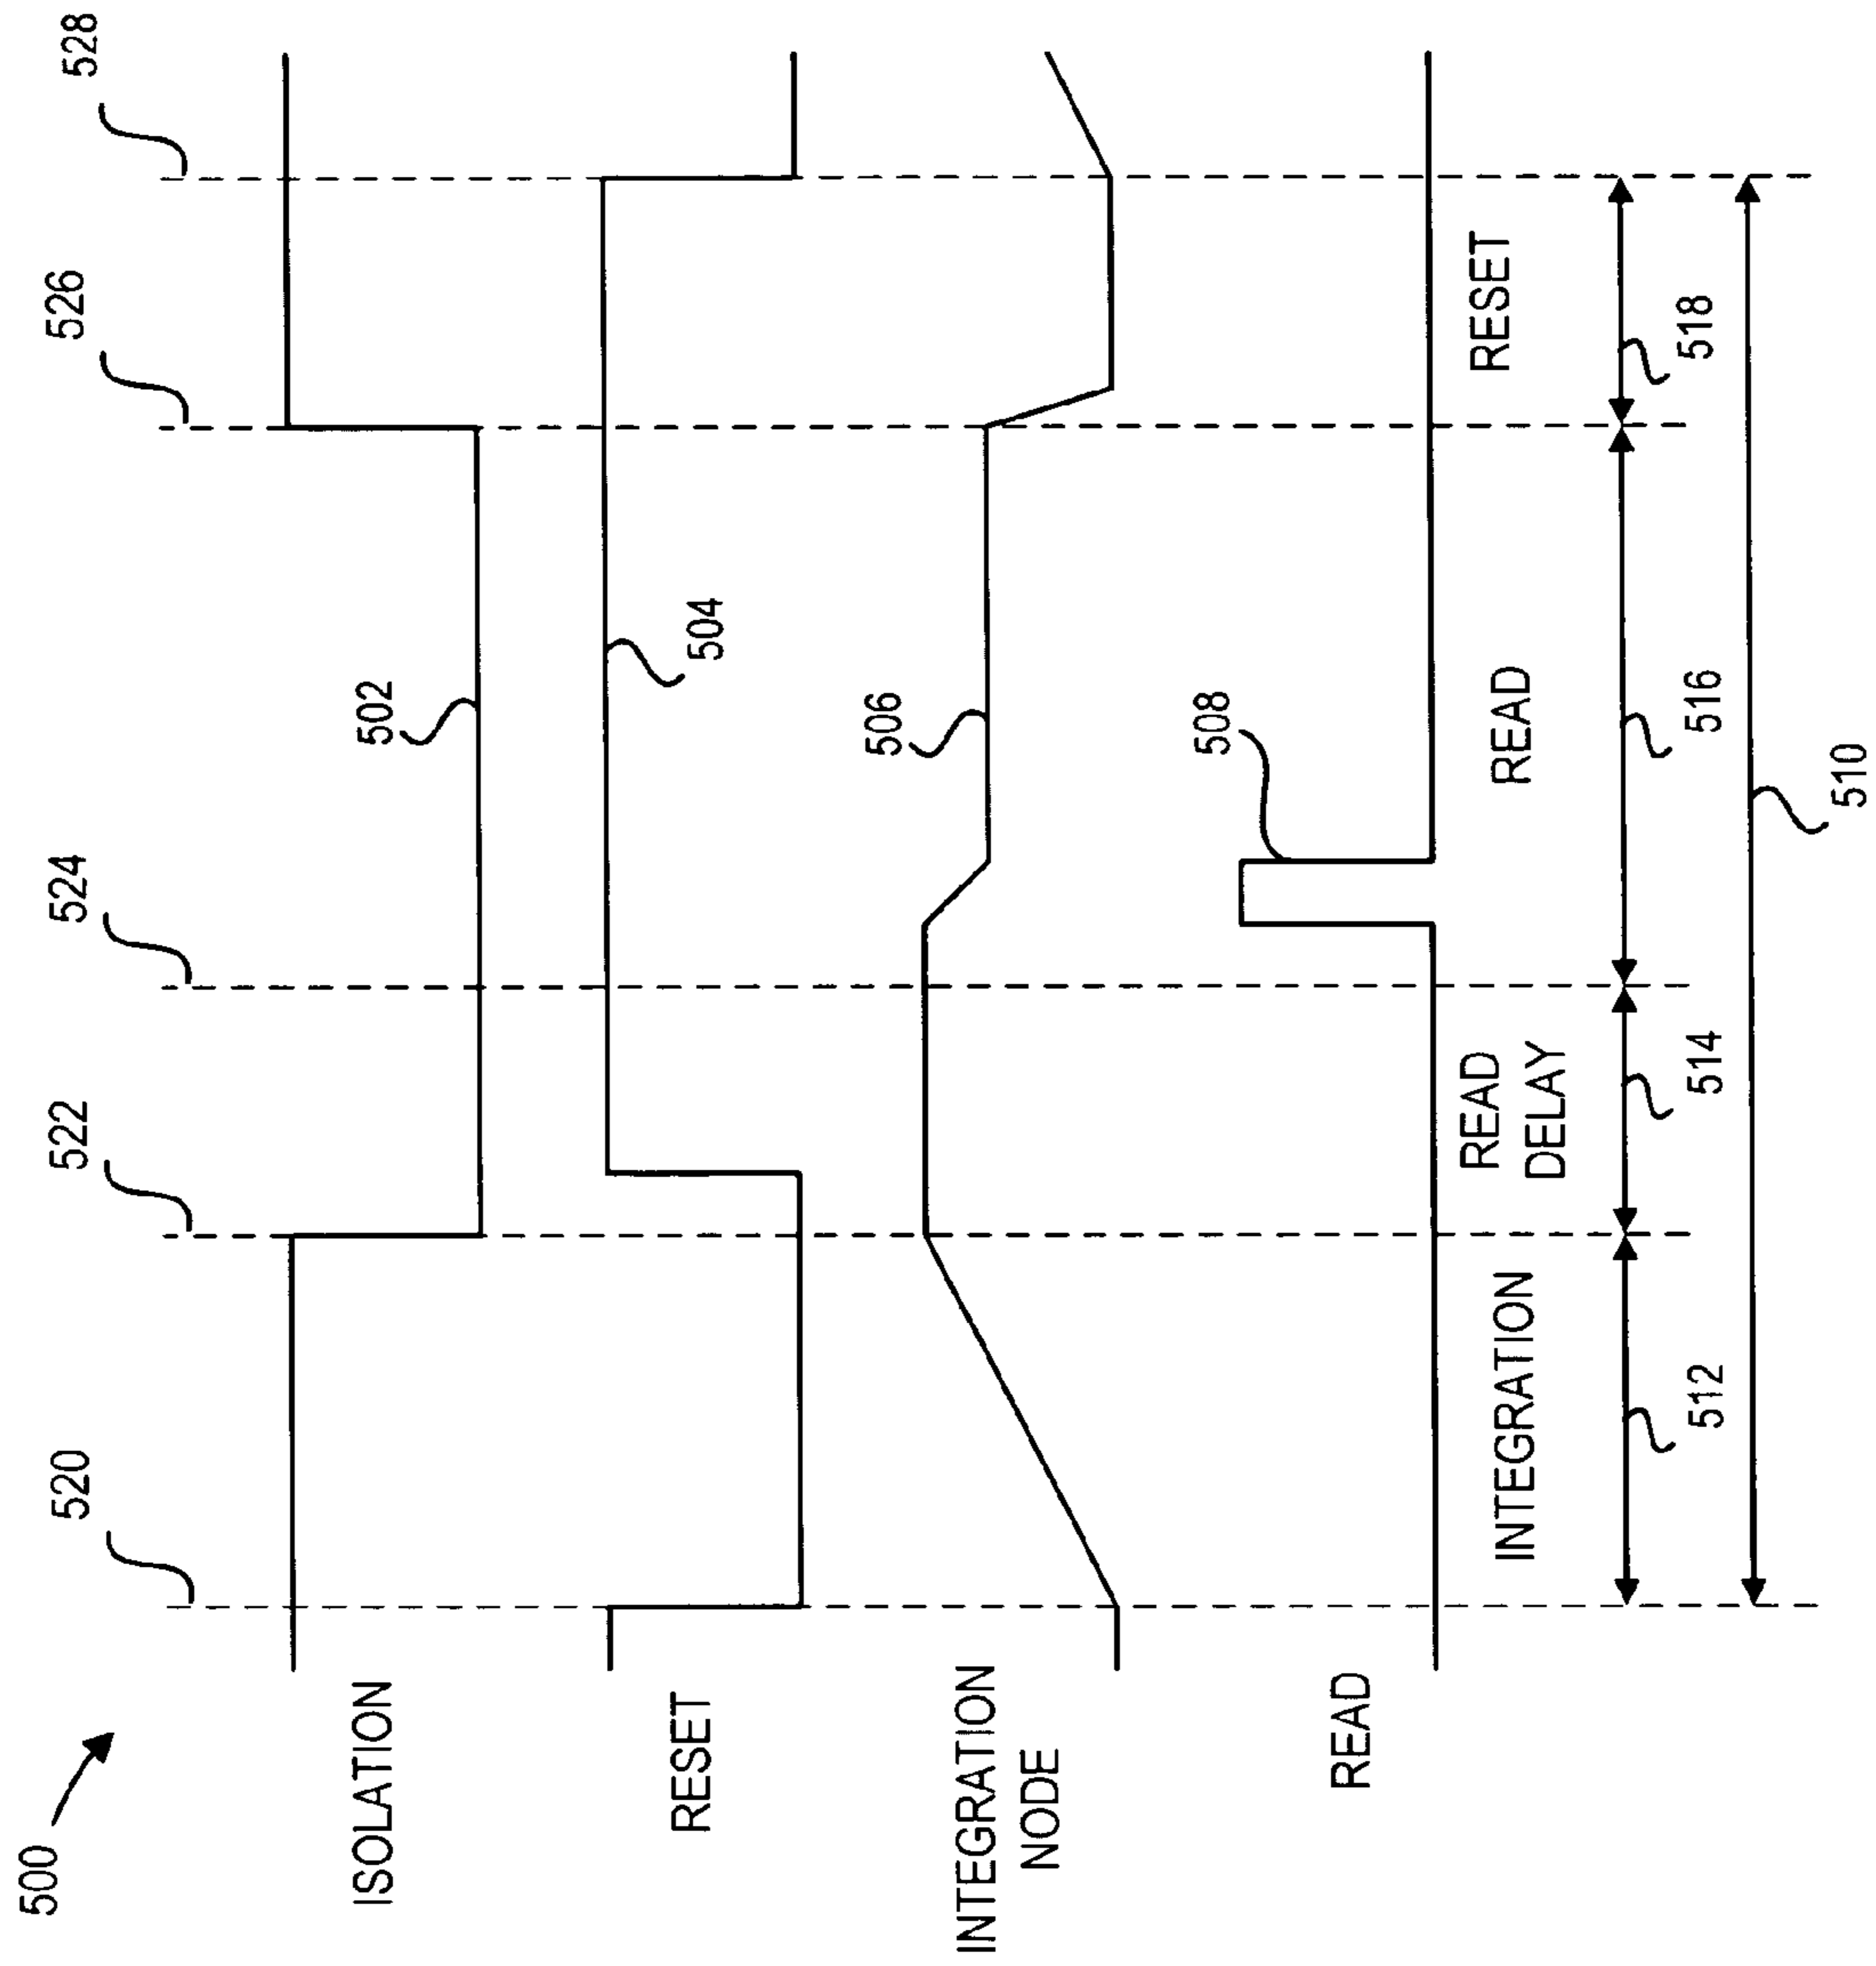 500
520
522
524
526
528
ISOLATION
502
RESET
504
INTEGRATION
NODE
506
READ
508
INTEGRATION
READ
DELAY
READ
RESET
512
514
516
518
510